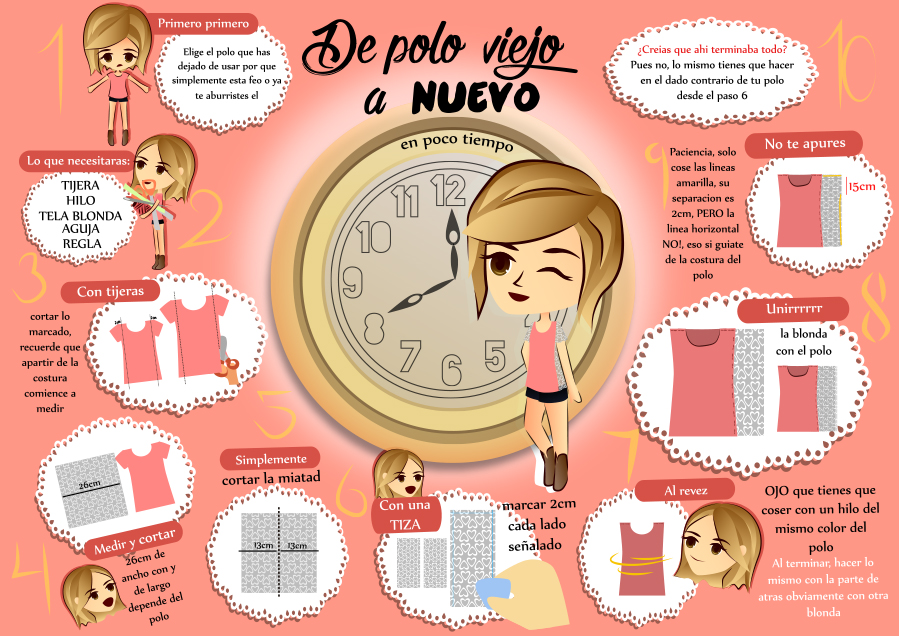 De polo viejo
a NUEVO
en poco tiempo
12
11
10
9
8
7
6
5
1
Primero primero
Elige el polo que has
dejado de usar por que
simplemente esta feo o ya
te aburristes el
2
Lo que necesitaras:
TIJERA
HILO
TELA BLONDA
AGUJA
REGLA
3
Con tijeras
cortar lo
marcado,
recuerde que
apartir de la
costura
comience a
medir
4
26cm
Medir y cortar
26cm de
ancho con y
de largo
depende del
polo
5
Simplemente
cortar la miatad
13cm 13cm
6
Con una
TIZA
marcar 2cm
cada lado
señalado
7
Al revez
OJO que tienes que
coser con un hilo del
mismo color del
polo
Al terminar, hacer lo
mismo con la parte de
atras obviamente con otra
blonda
8
Unirrrrrr
la blonda
con el polo
9
No te apures
Paciencia, solo
cose las lineas
amarilla, su
separacion es
2cm, PERO la
linea horizontal
NO!, eso si guiate
de la costura del
polo
15cm
10
¿Creias que ahi terminaba todo?
Pues no, lo mismo tienes que hacer
en el dado contrario de tu polo
desde el paso 6